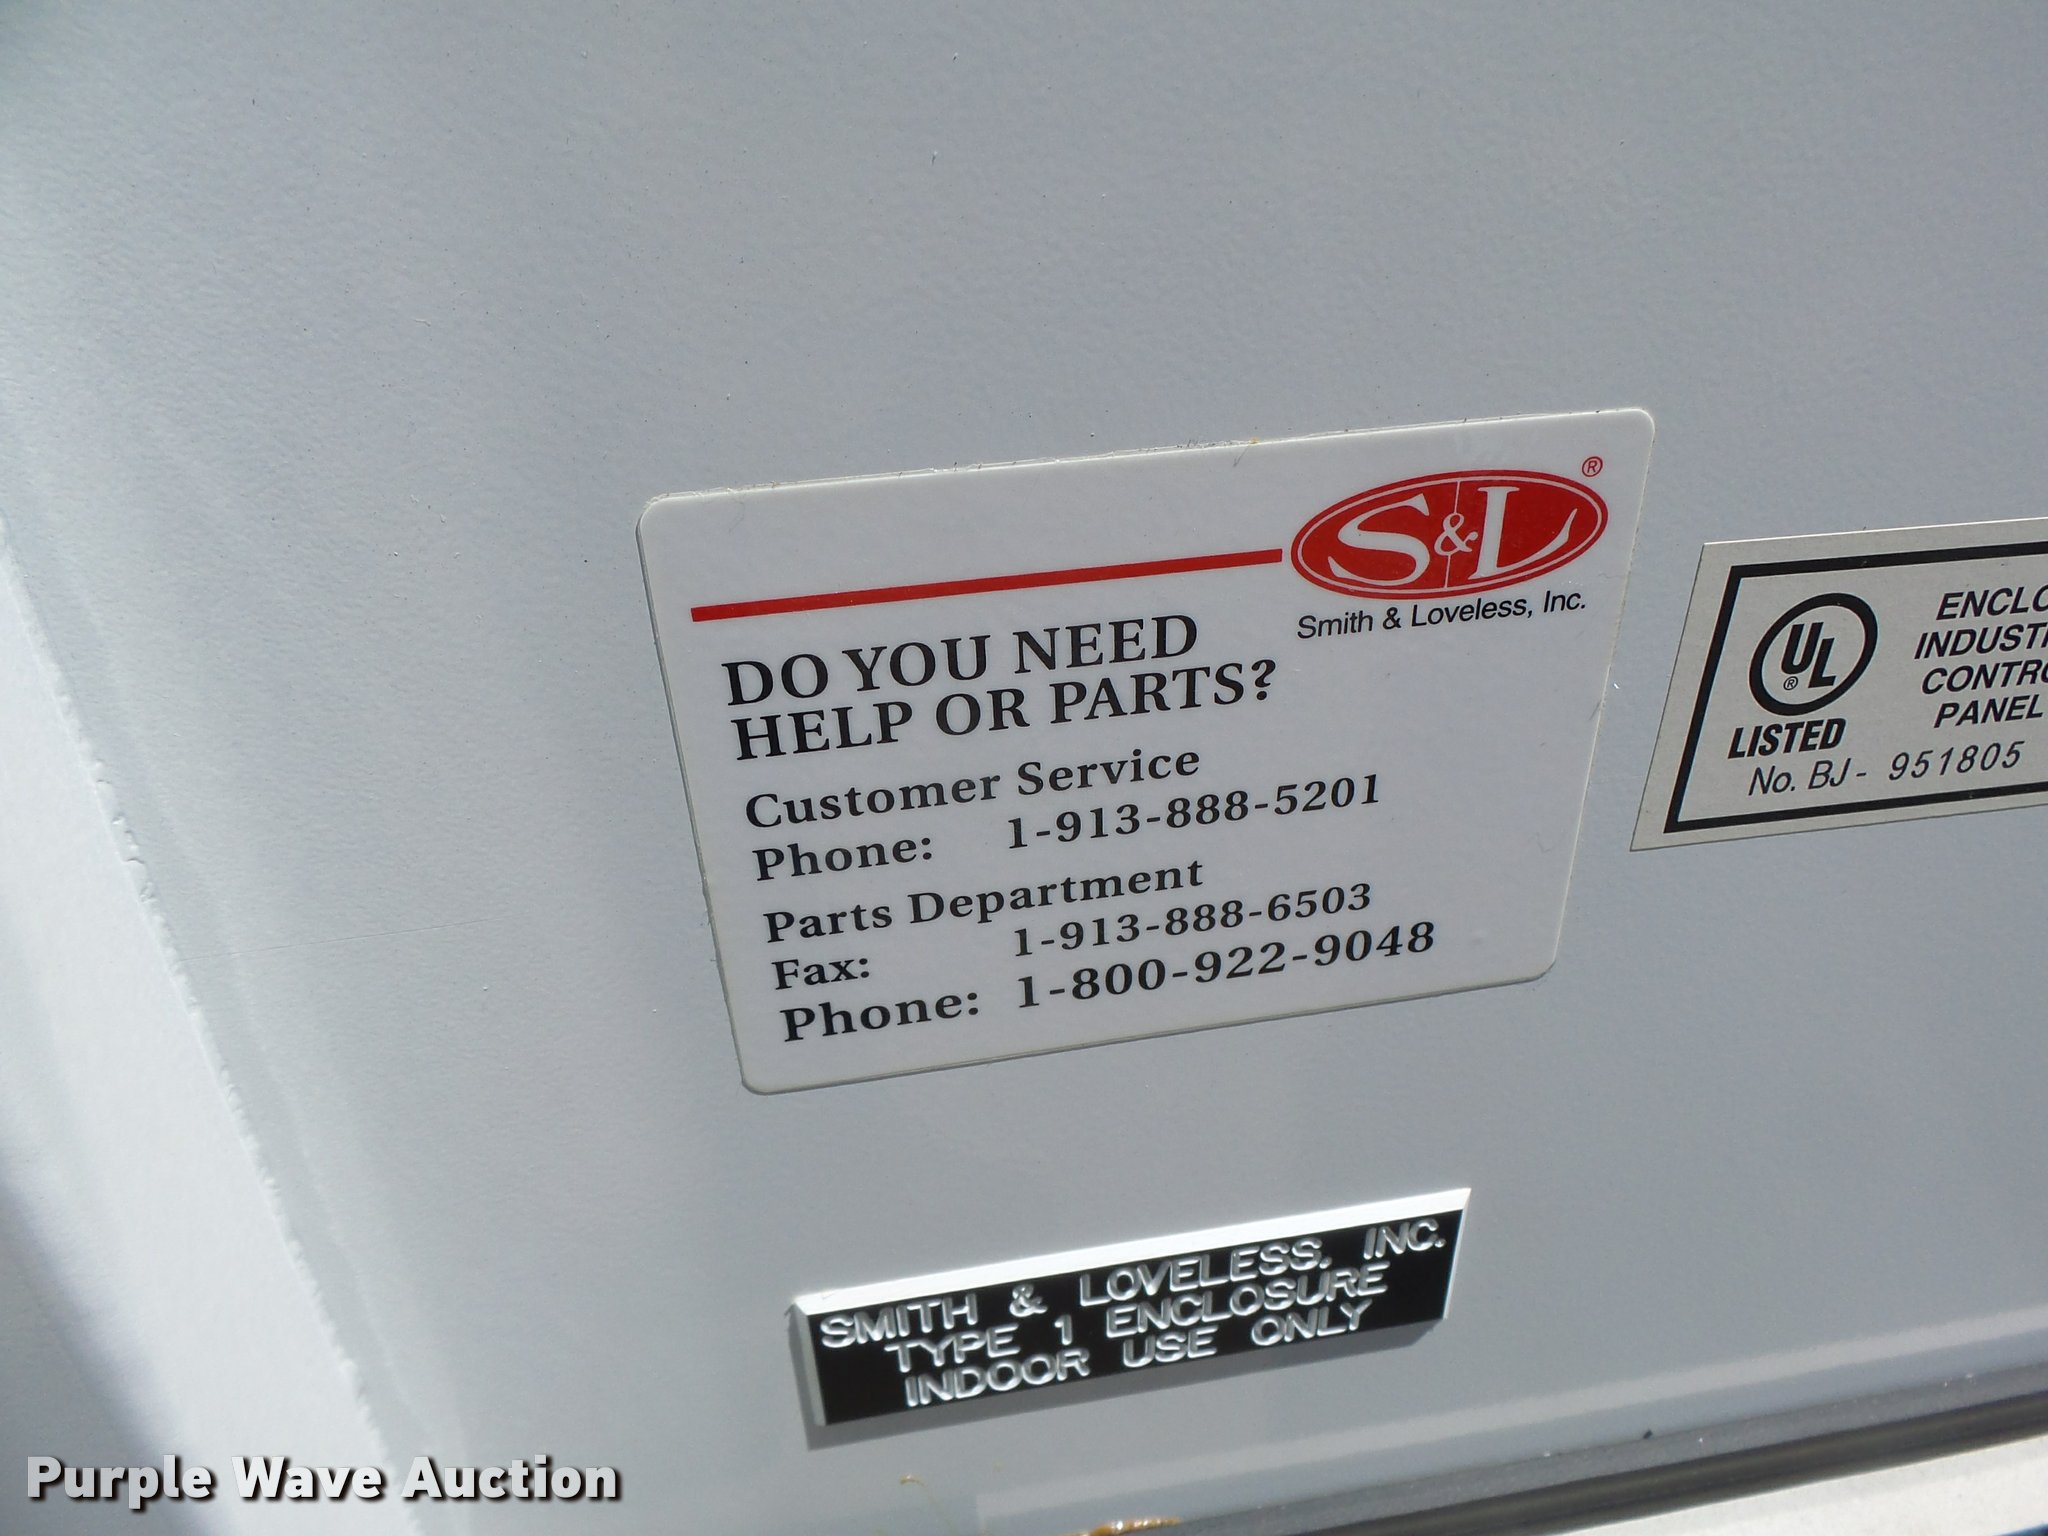 S&L®
Smith & Loveless, Inc.
DO YOU NEED
HELP OR PARTS?
Customer Service
Phone: 1-913-888-5201
Parts Department
Fax: 1-913-888-6503
Phone: 1-800-922-9048
UL®
LISTED
PANEL
No. BJ- 951805
SMITH & LOVELESS, INC.
TYPE 1 ENCLOSURE
INDOOR USE ONLY
Purple Wave Auction